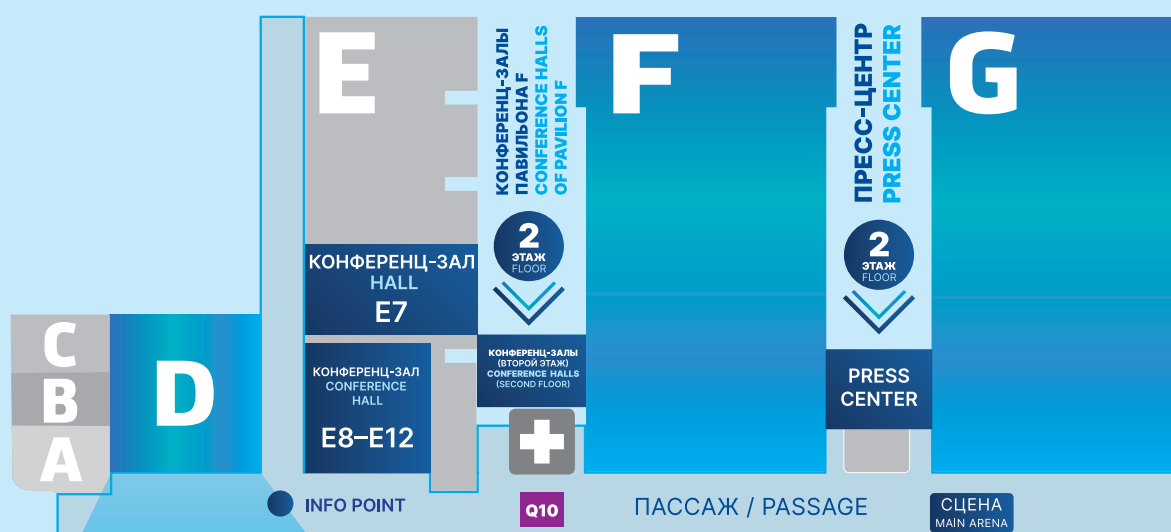 E
КОНФЕРЕНЦ-ЗАЛЫ
ПАВИЛЬОНА F
CONFERENCE HALLS
OF PAVILION F
F
ПРЕСС-ЦЕНТР
PRESS CENTER
G
2
ЭТАЖ
FLOOR
2
ЭТАЖ
FLOOR
КОНФЕРЕНЦ-ЗАЛ
HALL
E7
C
B
A
D
КОНФЕРЕНЦ-ЗАЛ
CONFERENCE
HALL
E8–E12
КОНФЕРЕНЦ-ЗАЛЫ
(ВТОРОЙ ЭТАЖ)
CONFERENCE HALLS
(SECOND FLOOR)
PRESS
CENTER
INFO POINT
Q10
ПАССАЖ / PASSAGE
СЦЕНА
MAIN ARENA